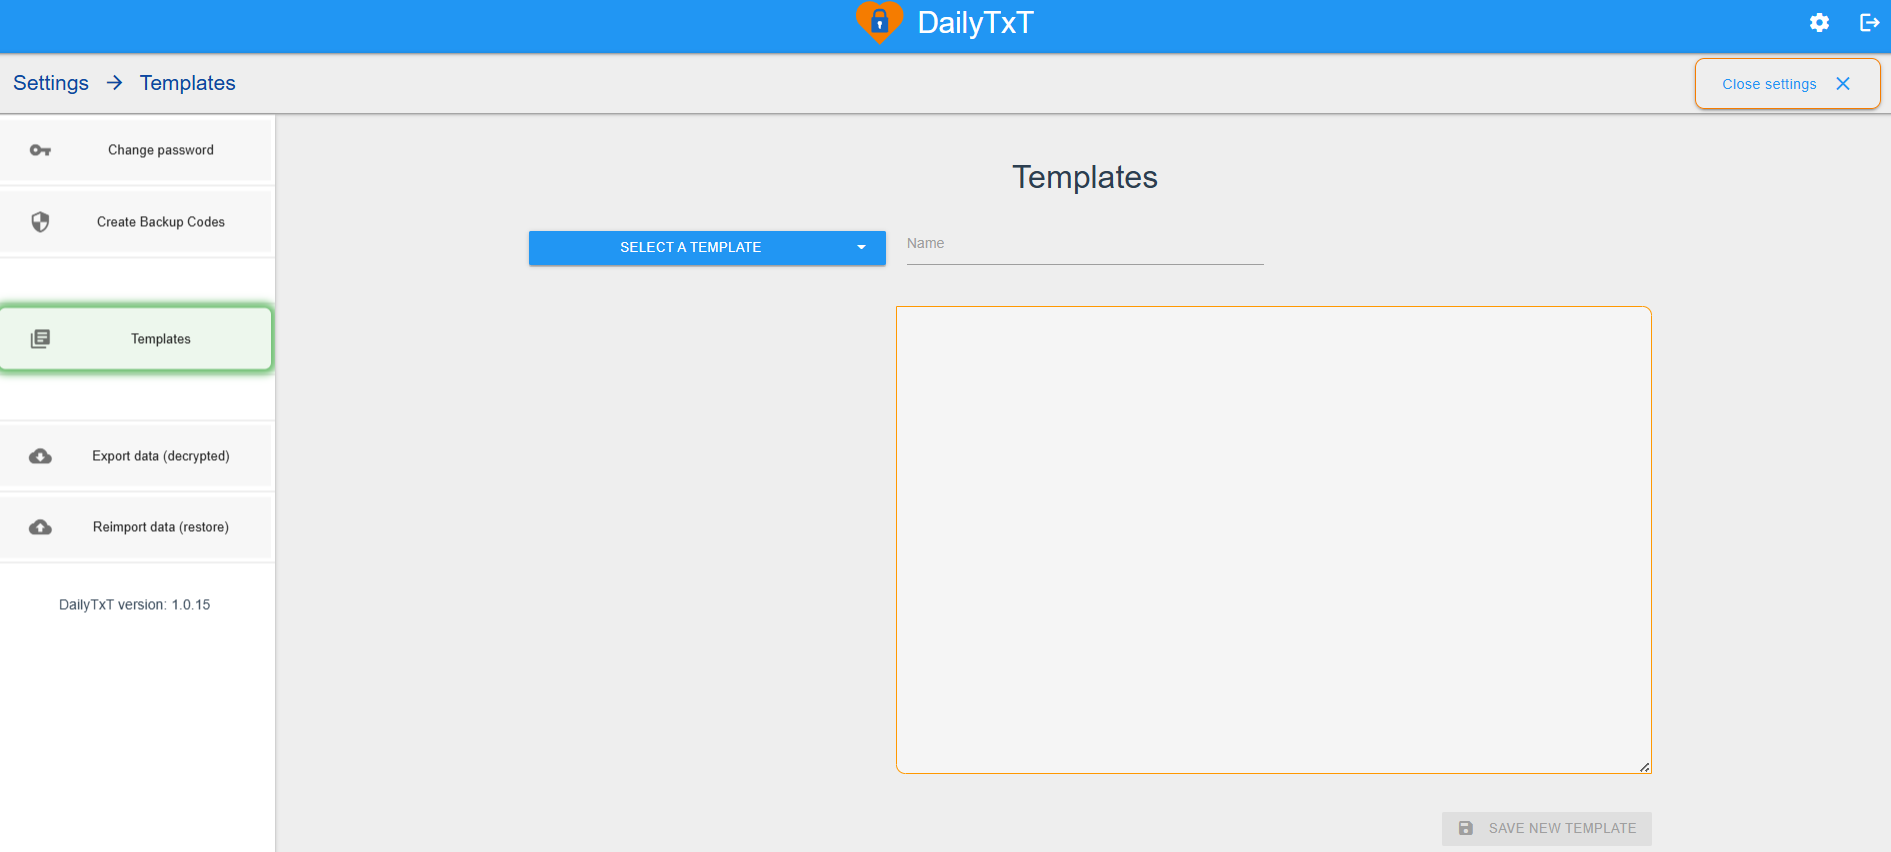 DailyTxT
Settings → Templates
Close settings
Change password
Create Backup Codes
Templates
Export data (decrypted)
Reimport data (restore)
DailyTxT version: 1.0.15
Templates
SELECT A TEMPLATE
Name
SAVE NEW TEMPLATE